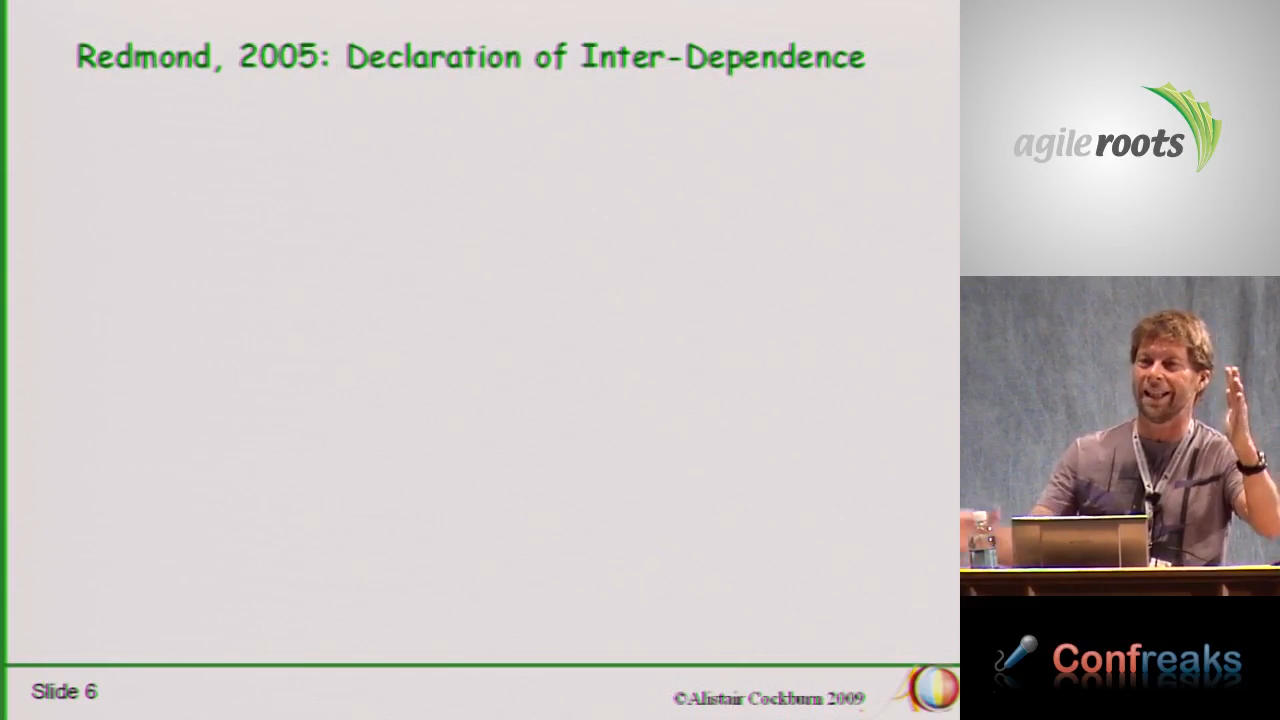 Redmond, 2005: Declaration of Inter-Dependence
agile roots
Slide 6
©Alistair Cockburn 2009
Confreaks